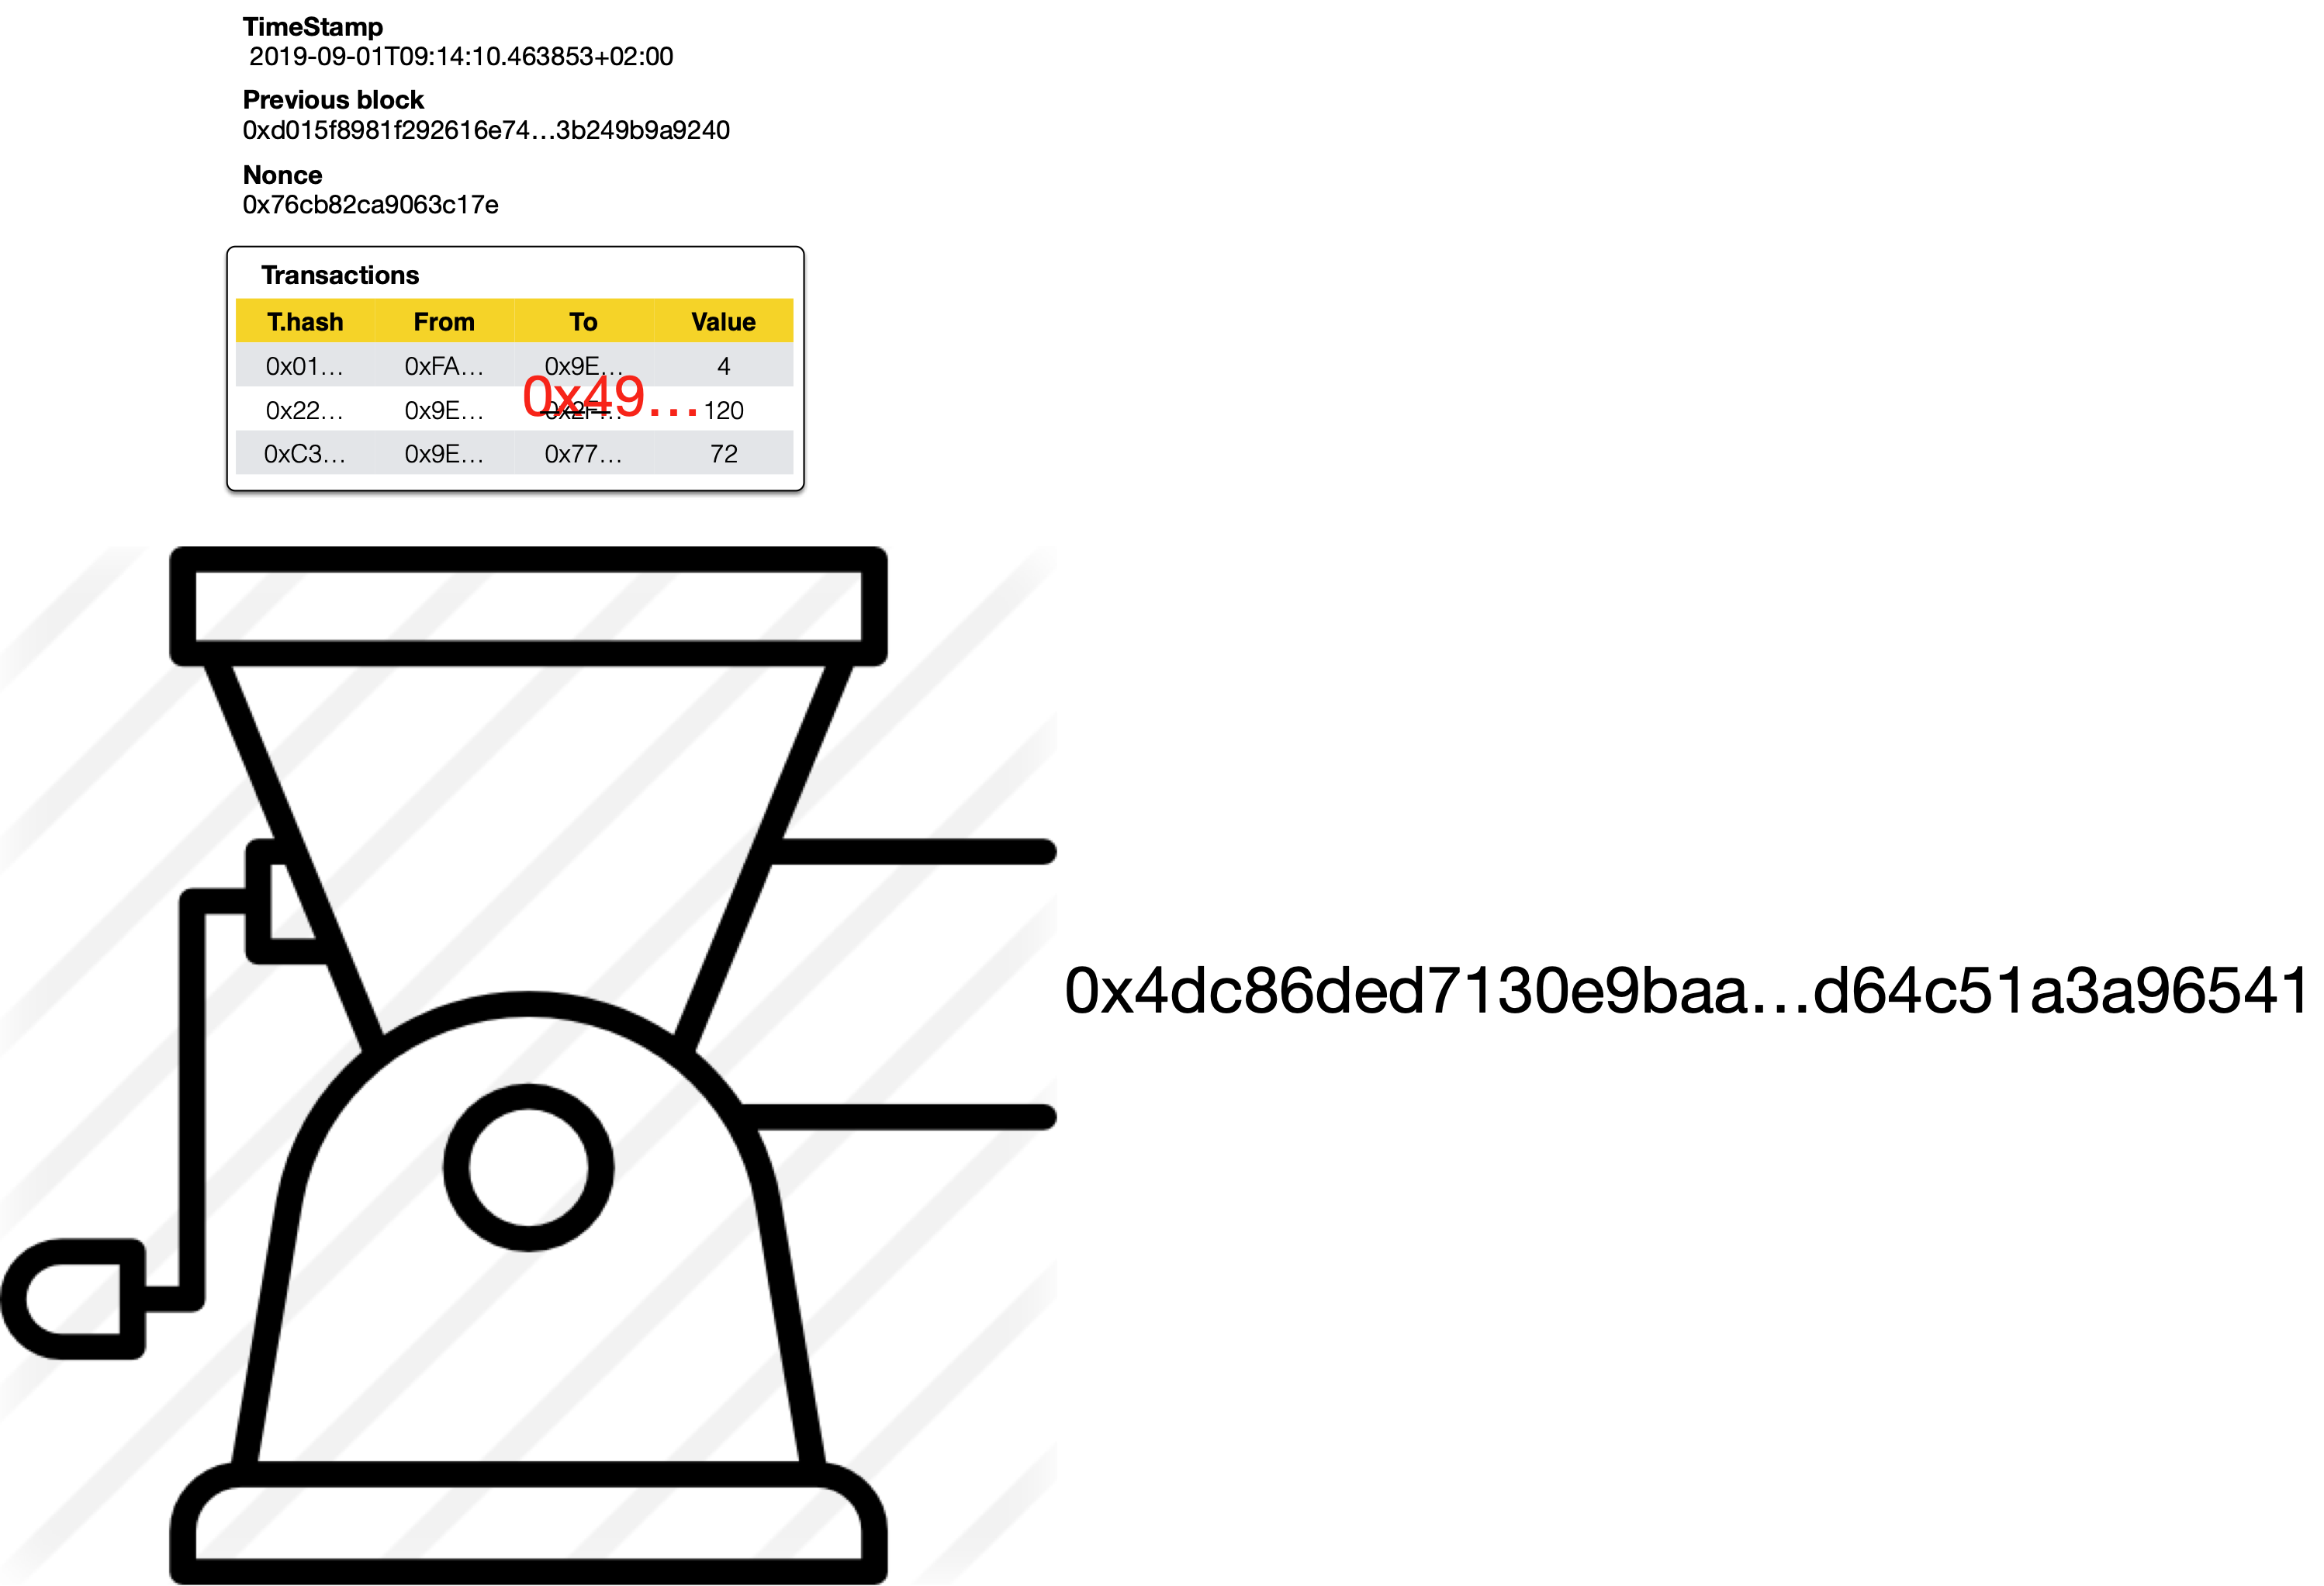 TimeStamp
2019-09-01T09:14:10.463853+02:00
Previous block
0xd015f8981f292616e74…3b249b9a9240
Nonce
0x76cb82ca9063c17e
Transactions
T.hash From To Value
0x01… 0xFA… 0x9E… 4
0x49…
0x22… 0x9E… 0x2F… 120
0xC3… 0x9E… 0x77… 72
0x4dc86ded7130e9baa…d64c51a3a96541